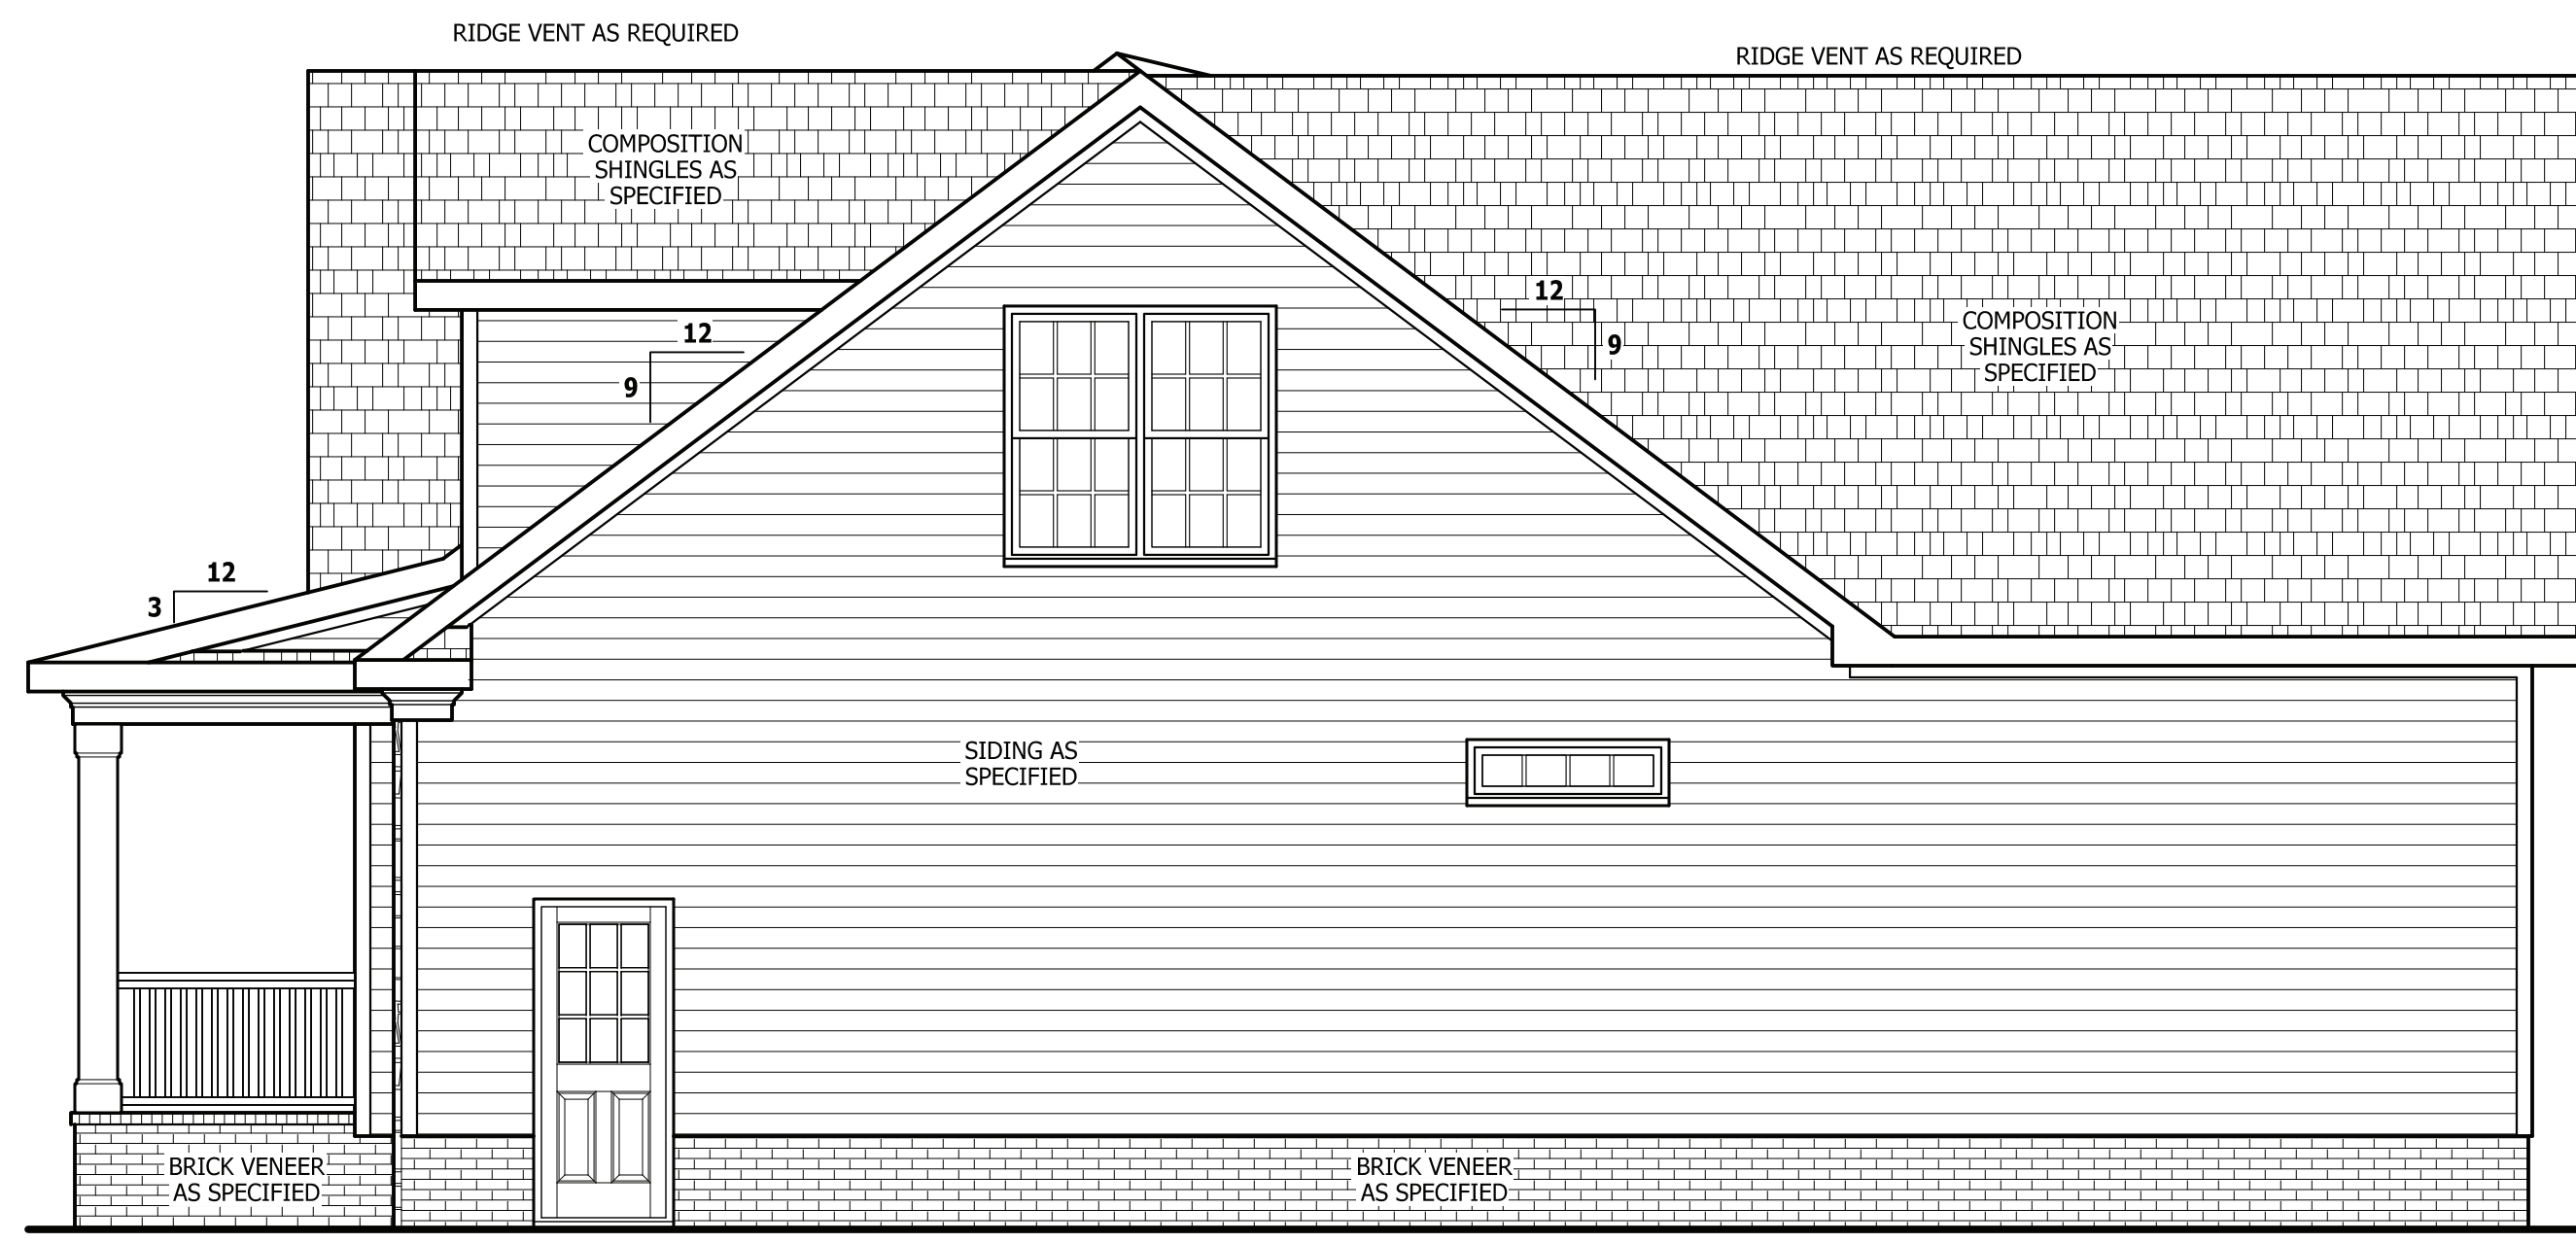 RIDGE VENT AS REQUIRED
RIDGE VENT AS REQUIRED
COMPOSITION
SHINGLES AS
SPECIFIED
12
9
12
9
COMPOSITION
SHINGLES AS
SPECIFIED
12
3
SIDING AS
SPECIFIED
BRICK VENEER
AS SPECIFIED
BRICK VENEER
AS SPECIFIED